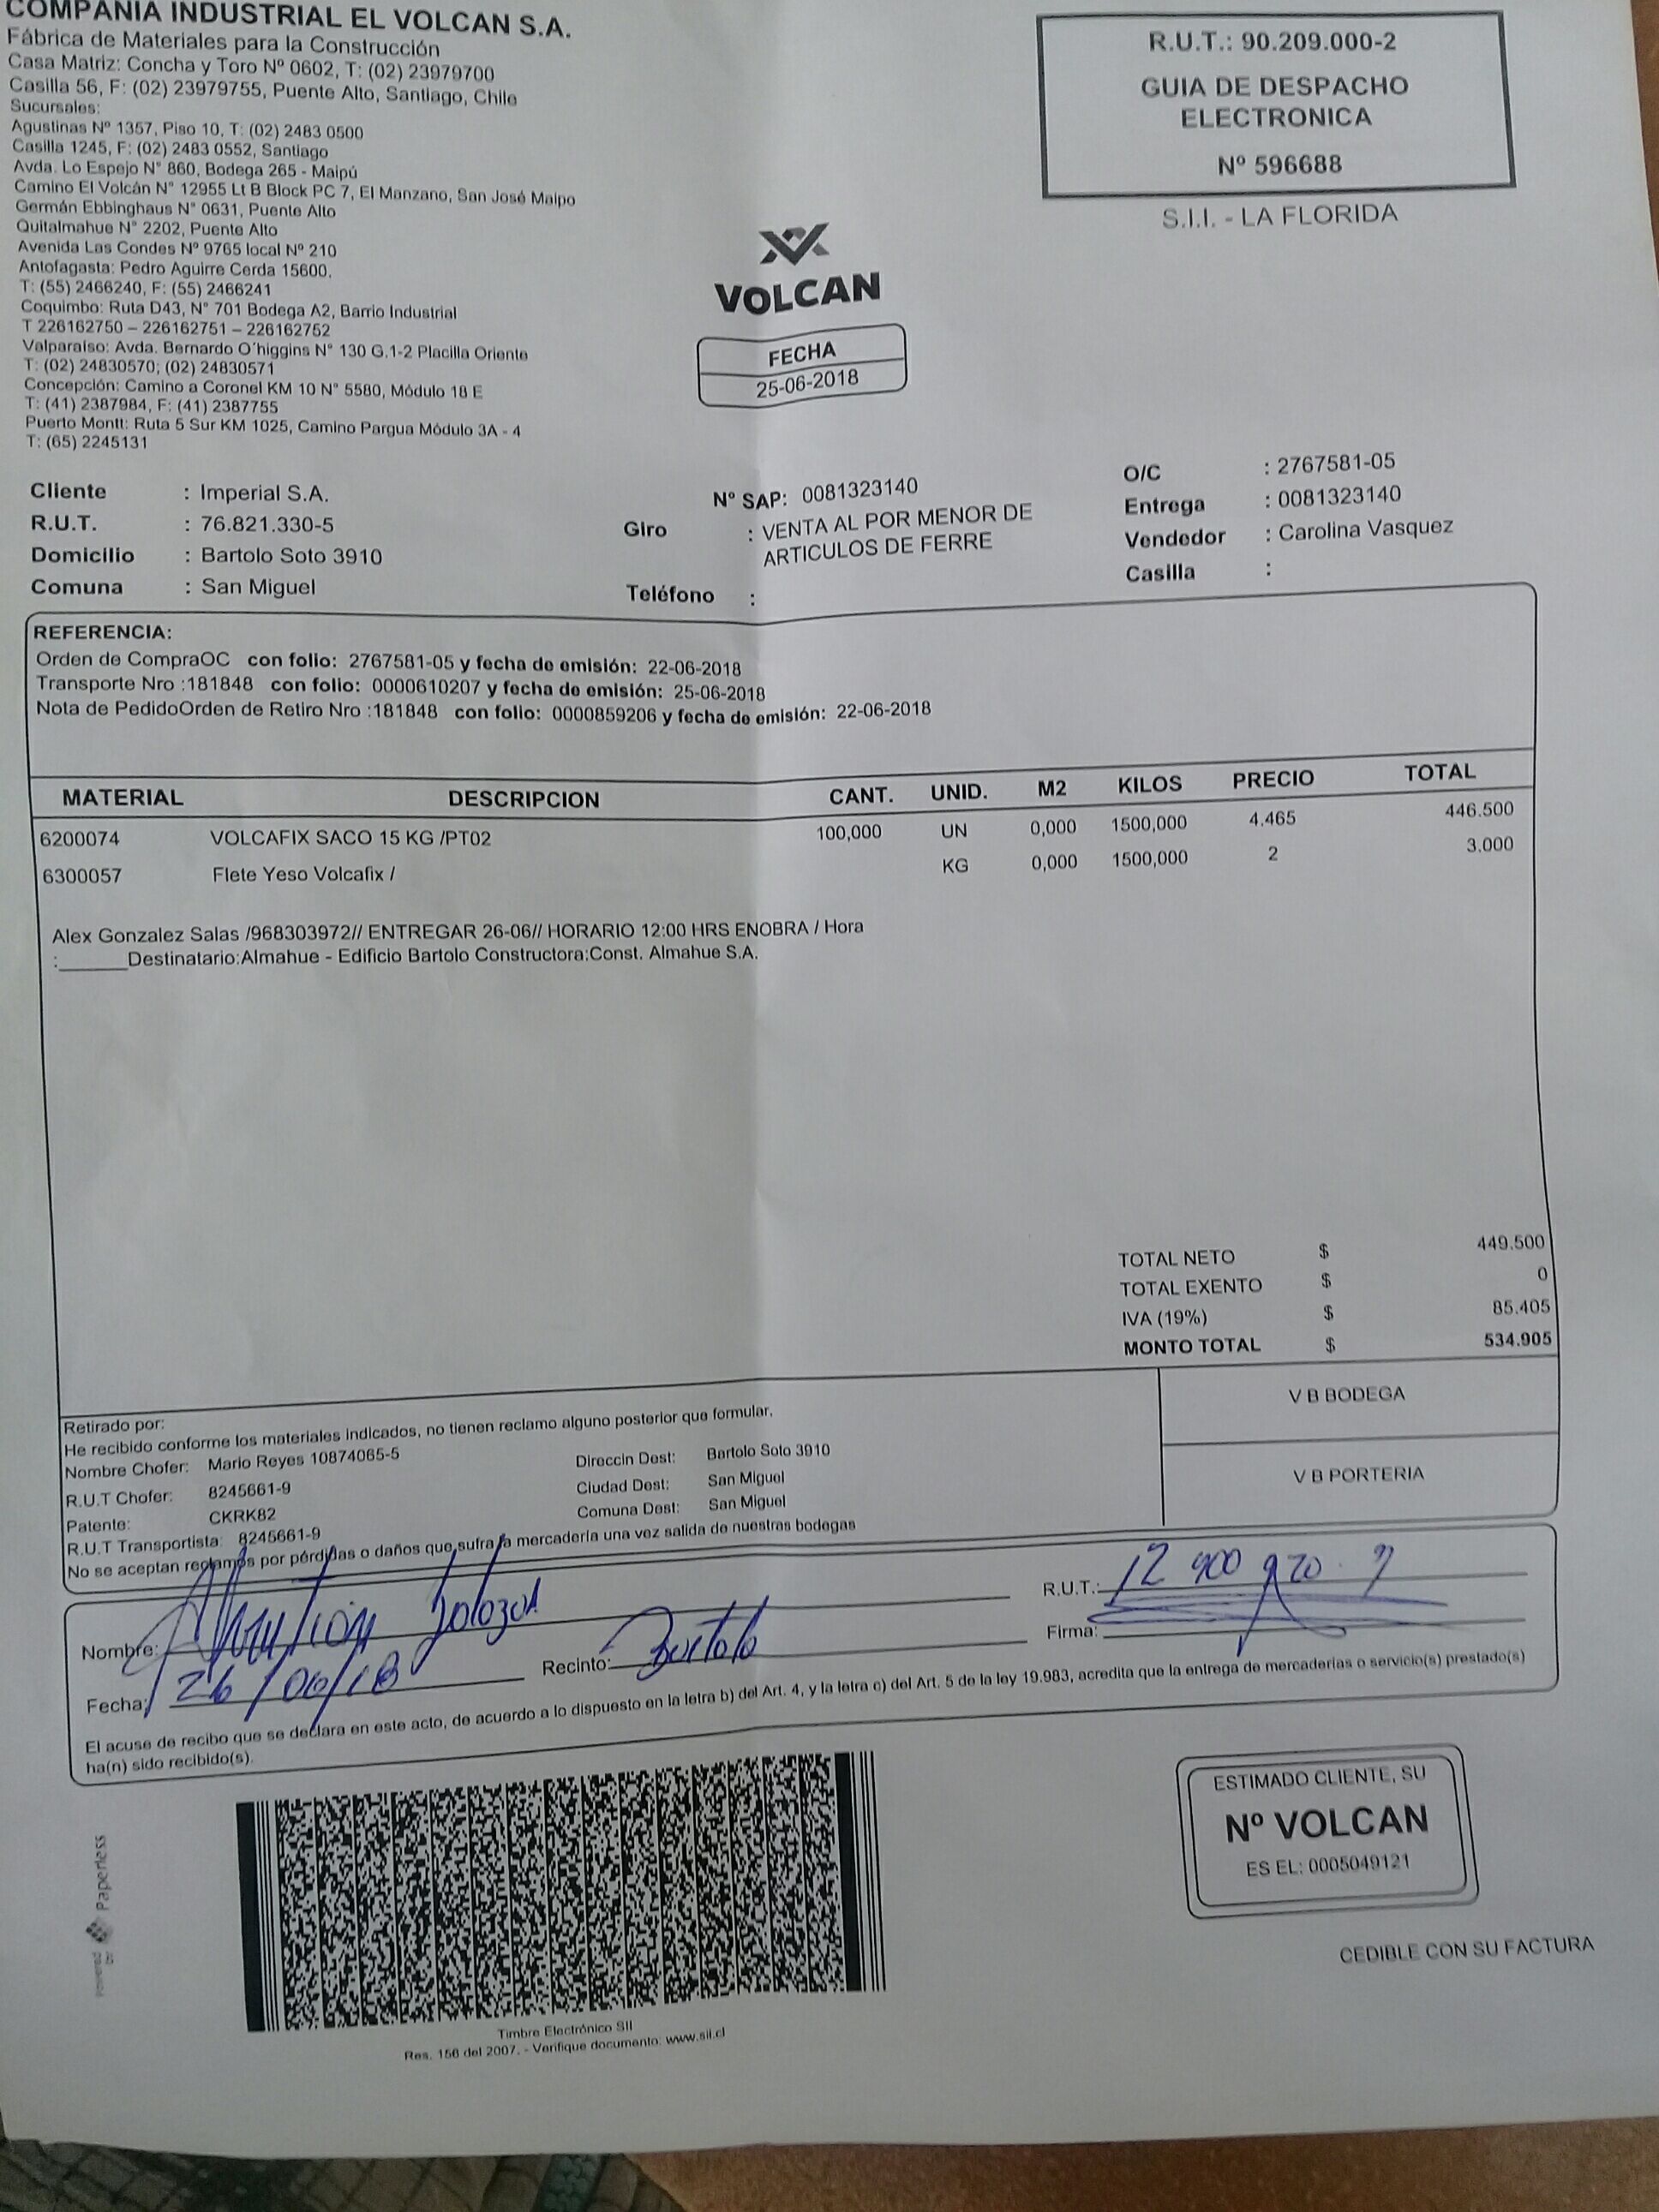 COMPAÑIA INDUSTRIAL EL VOLCAN S.A.
Fábrica de Materiales para la Construcción
Casa Matriz: Concha y Toro Nº 0602, T: (02) 23979700
Casilla 56, F: (02) 23979755, Puente Alto, Santiago, Chile
Sucursales:
Agustinas Nº 1357, Piso 10, T: (02) 2483 0500
Casilla 1245, F: (02) 2483 0552, Santiago
Avda. Lo Espejo N° 860, Bodega 265 - Maipú
Camino El Volcán N° 12955 Lt B Block PC 7, El Manzano, San José Maipo
Germán Ebbinghaus N° 0631, Puente Alto
Quitalmahue N° 2202, Puente Alto
Avenida Las Condes Nº 9765 local Nº 210
Antofagasta: Pedro Aguirre Cerda 15600.
T: (55) 2466240, F: (55) 2466241
Coquimbo: Ruta D43, N° 701 Bodega A2, Barrio Industrial
T 226162750 – 226162751 – 226162752
Valparaíso: Avda. Bernardo O´higgins N° 130 G.1-2 Placilla Oriente
T: (02) 24830570; (02) 24830571
Concepción: Camino a Coronel KM 10 N° 5580, Módulo 18 E
T: (41) 2387984, F: (41) 2387755
Puerto Montt: Ruta 5 Sur KM 1025, Camino Pargua Módulo 3A - 4
T: (65) 2245131
R.U.T.: 90.209.000-2
GUIA DE DESPACHO
ELECTRONICA
Nº 596688
S.I.I. - LA FLORIDA
VOLCAN
FECHA
25-06-2018
Cliente : Imperial S.A.
R.U.T. : 76.821.330-5
Domicilio : Bartolo Soto 3910
Comuna : San Miguel
Nº SAP: 0081323140
Giro : VENTA AL POR MENOR DE
ARTICULOS DE FERRE
Teléfono :
O/C : 2767581-05
Entrega : 0081323140
Vendedor : Carolina Vasquez
Casilla :
REFERENCIA:
Orden de CompraOC con folio: 2767581-05 y fecha de emisión: 22-06-2018
Transporte Nro :181848 con folio: 0000610207 y fecha de emisión: 25-06-2018
Nota de PedidoOrden de Retiro Nro :181848 con folio: 0000859206 y fecha de emisión: 22-06-2018
MATERIAL DESCRIPCION CANT. UNID. M2 KILOS PRECIO TOTAL
6200074 VOLCAFIX SACO 15 KG /PT02 100,000 UN 0,000 1500,000 4.465 446.500
6300057 Flete Yeso Volcafix / KG 0,000 1500,000 2 3.000
Alex Gonzalez Salas /968303972// ENTREGAR 26-06// HORARIO 12:00 HRS ENOBRA / Hora
:______Destinatario:Almahue - Edificio Bartolo Constructora:Const. Almahue S.A.
TOTAL NETO $ 449.500
TOTAL EXENTO $ 0
IVA (19%) $ 85.405
MONTO TOTAL $ 534.905
Retirado por:
He recibido conforme los materiales indicados, no tienen reclamo alguno posterior que formular.
Nombre Chofer: Mario Reyes 10874065-5
R.U.T Chofer: 8245661-9
Patente: CKRK82
R.U.T Transportista: 8245661-9
Direccin Dest: Bartolo Soto 3910
Ciudad Dest: San Miguel
Comuna Dest: San Miguel
No se aceptan reclamos por pérdidas o daños que sufra la mercadería una vez salida de nuestras bodegas
V B BODEGA
V B PORTERIA
Nombre:
R.U.T.:
Fecha: 26/06/18 Recinto: Bartolo
Firma:
El acuse de recibo que se declara en este acto, de acuerdo a lo dispuesto en la letra b) del Art. 4, y la letra c) del Art. 5 de la ley 19.983, acredita que la entrega de mercaderías o servicio(s) prestado(s)
ha(n) sido recibido(s).
Powered by Paperless
Timbre Electrónico SII
Res. 156 del 2007. - Verifique documento: www.sii.cl
ESTIMADO CLIENTE, SU
Nº VOLCAN
ES EL: 0005049121
CEDIBLE CON SU FACTURA